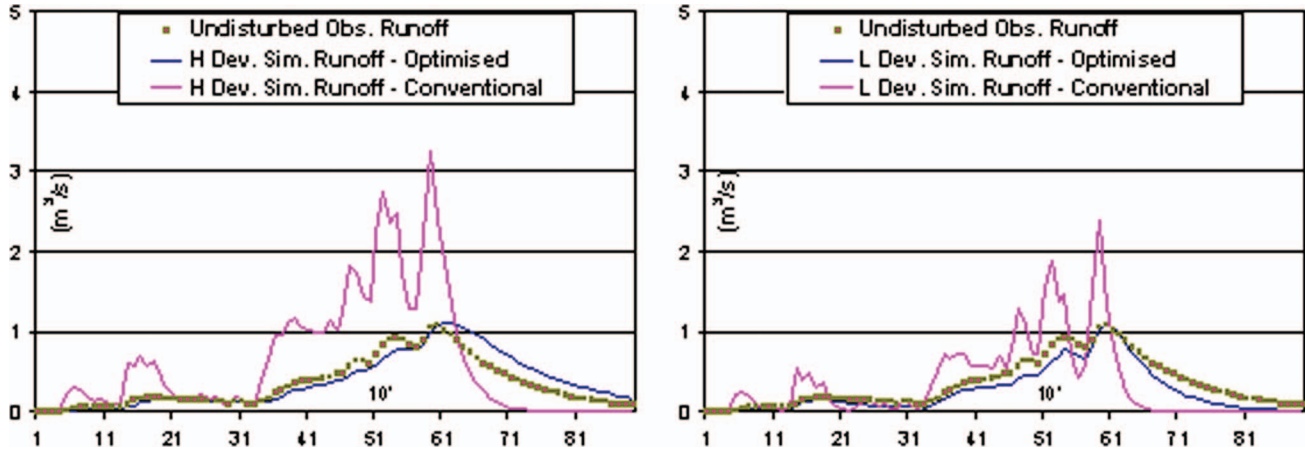 5
4
3
2
1
0
(m³/s)
Undisturbed Obs. Runoff
H Dev. Sim. Runoff - Optimised
H Dev. Sim. Runoff - Conventional
10'
1 11 21 31 41 51 61 71 81
5
4
3
2
1
0
(m³/s)
Undisturbed Obs. Runoff
L Dev. Sim. Runoff - Optimised
L Dev. Sim. Runoff - Conventional
10'
1 11 21 31 41 51 61 71 81